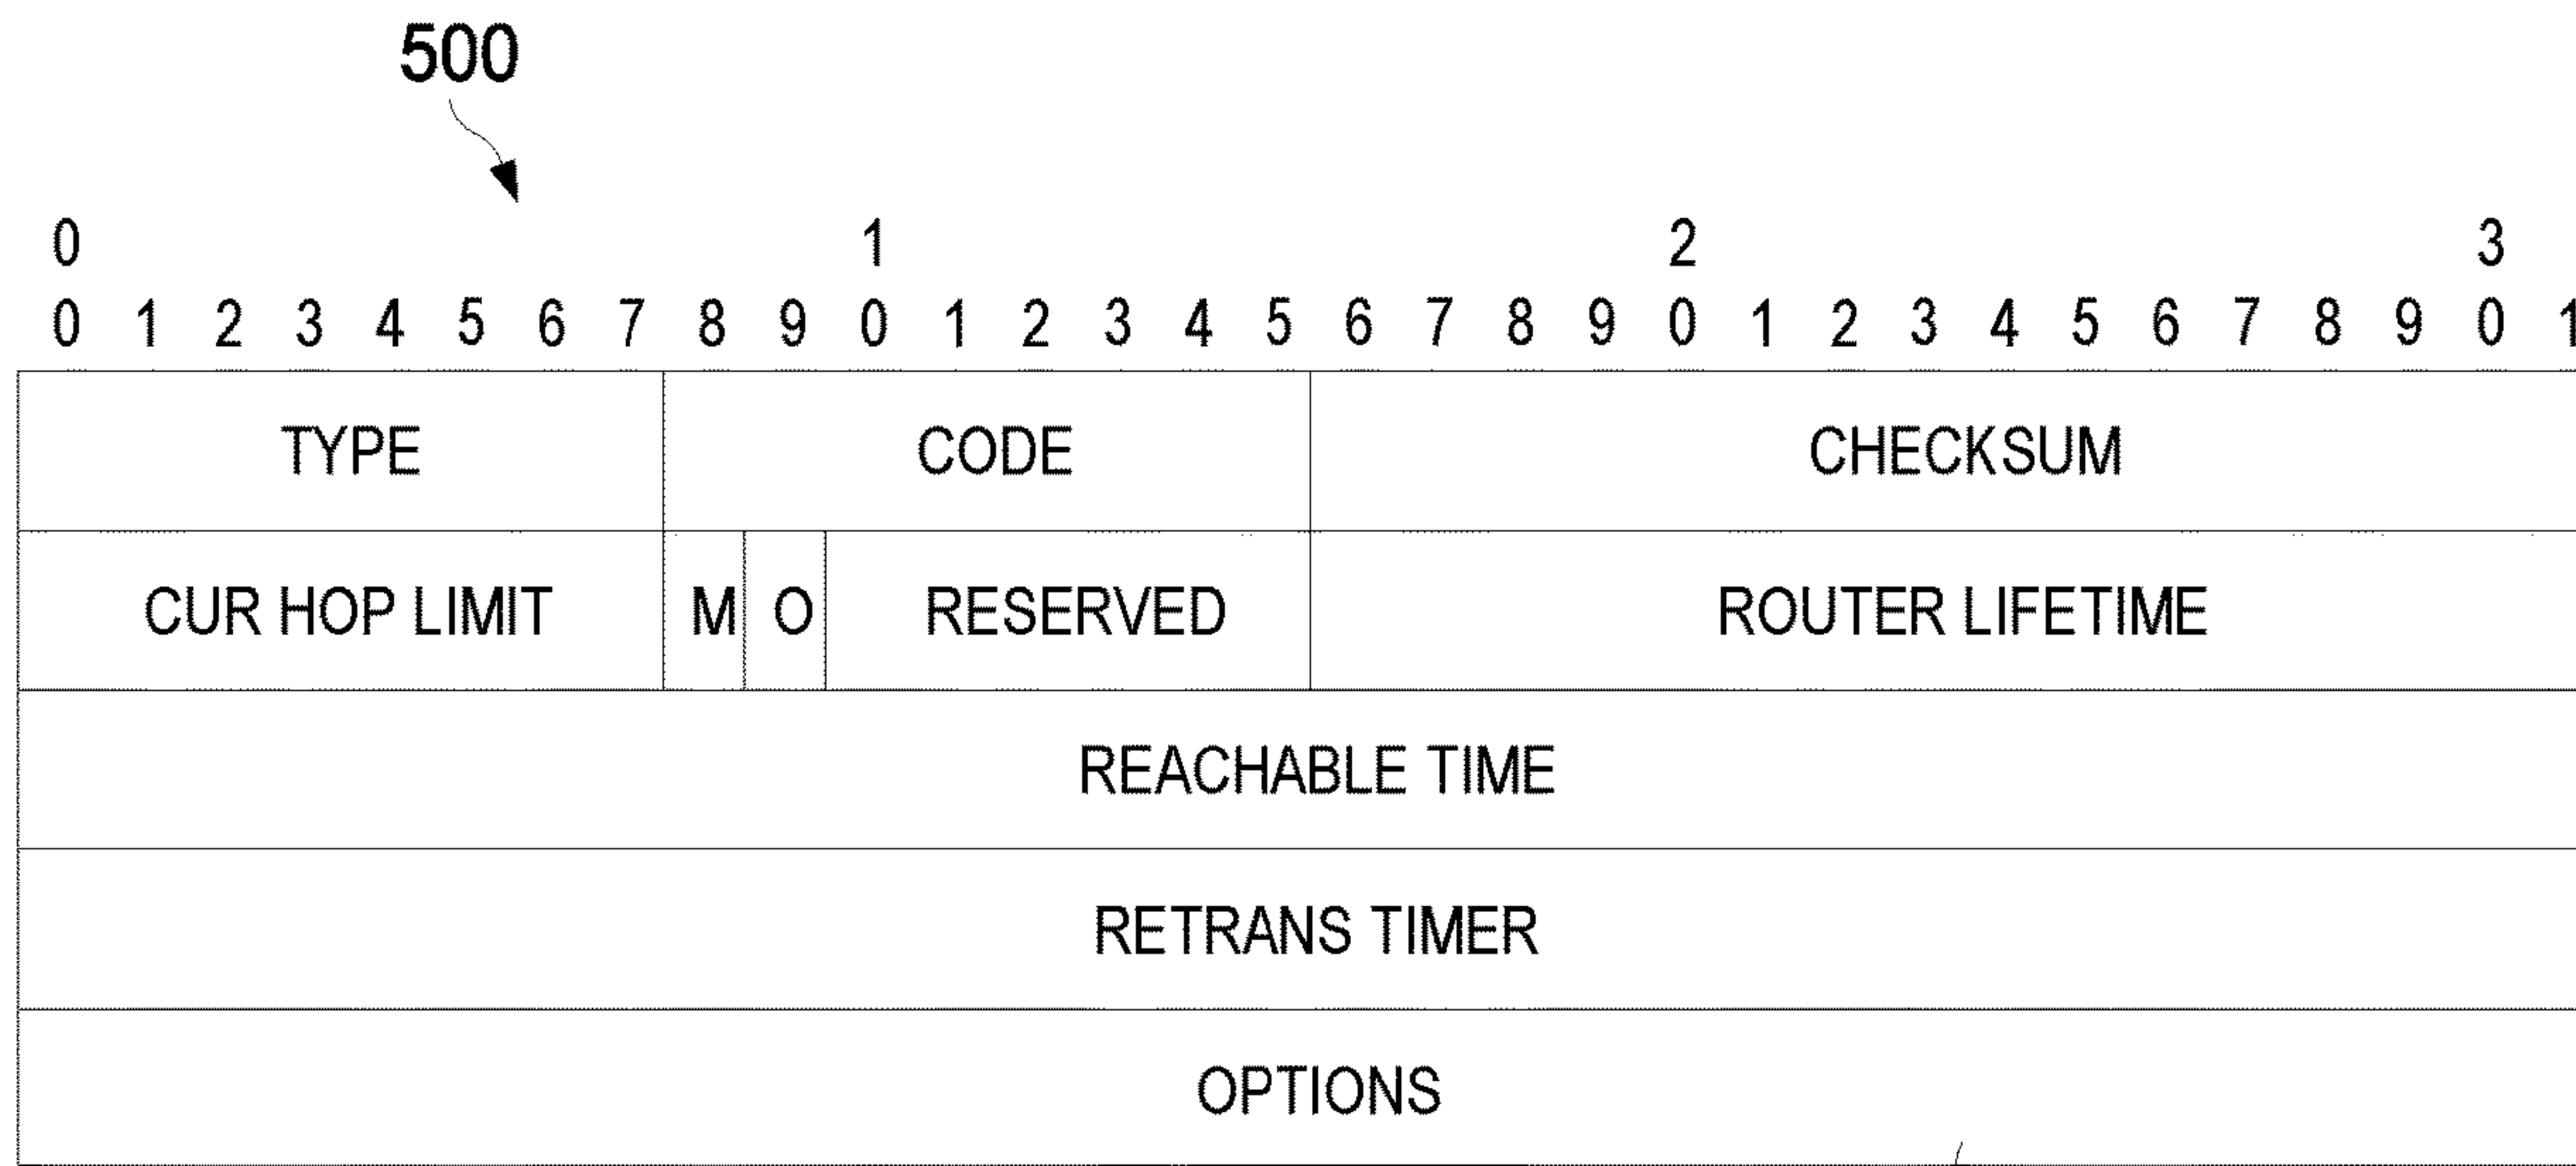 500
0 1 2 3
0 1 2 3 4 5 6 7 8 9 0 1 2 3 4 5 6 7 8 9 0 1 2 3 4 5 6 7 8 9 0 1
TYPE CODE CHECKSUM
CUR HOP LIMIT M O RESERVED ROUTER LIFETIME
REACHABLE TIME
RETRANS TIMER
OPTIONS